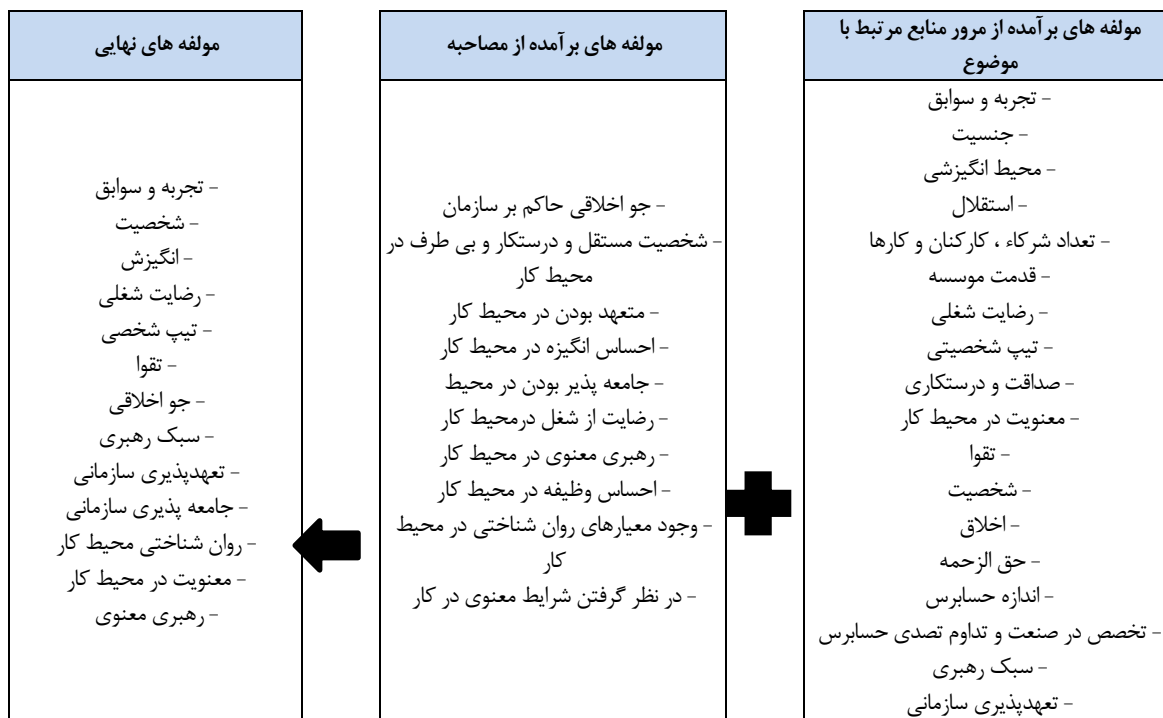 مولفه های برآمده از مرور منابع مرتبط با
موضوع
- تجربه و سوابق
- جنسیت
- محیط انگیزشی
- استقلال
- تعداد شرکاء ، کارکنان و کارها
- قدمت موسسه
- رضایت شغلی
- تیپ شخصیتی
- صداقت و درستکاری
- معنویت در محیط کار
- تقوا
- شخصیت
- اخلاق
- حق الزحمه
- اندازه حسابرس
- تخصص در صنعت و تداوم تصدی حسابرس
- سبک رهبری
- تعهدپذیری سازمانی
مولفه های برآمده از مصاحبه
- جو اخلاقی حاکم بر سازمان
- شخصیت مستقل و درستکار و بی طرف در
محیط کار
- متعهد بودن در محیط کار
- احساس انگیزه در محیط کار
- جامعه پذیر بودن در محیط
- رضایت از شغل درمحیط کار
- رهبری معنوی در محیط کار
- احساس وظیفه در محیط کار
- وجود معیارهای روان شناختی در محیط
کار
- در نظر گرفتن شرایط معنوی در کار
مولفه های نهایی
- تجربه و سوابق
- شخصیت
- انگیزش
- رضایت شغلی
- تیپ شخصی
- تقوا
- جو اخلاقی
- سبک رهبری
- تعهدپذیری سازمانی
- جامعه پذیری سازمانی
- روان شناختی محیط کار
- معنویت در محیط کار
- رهبری معنوی